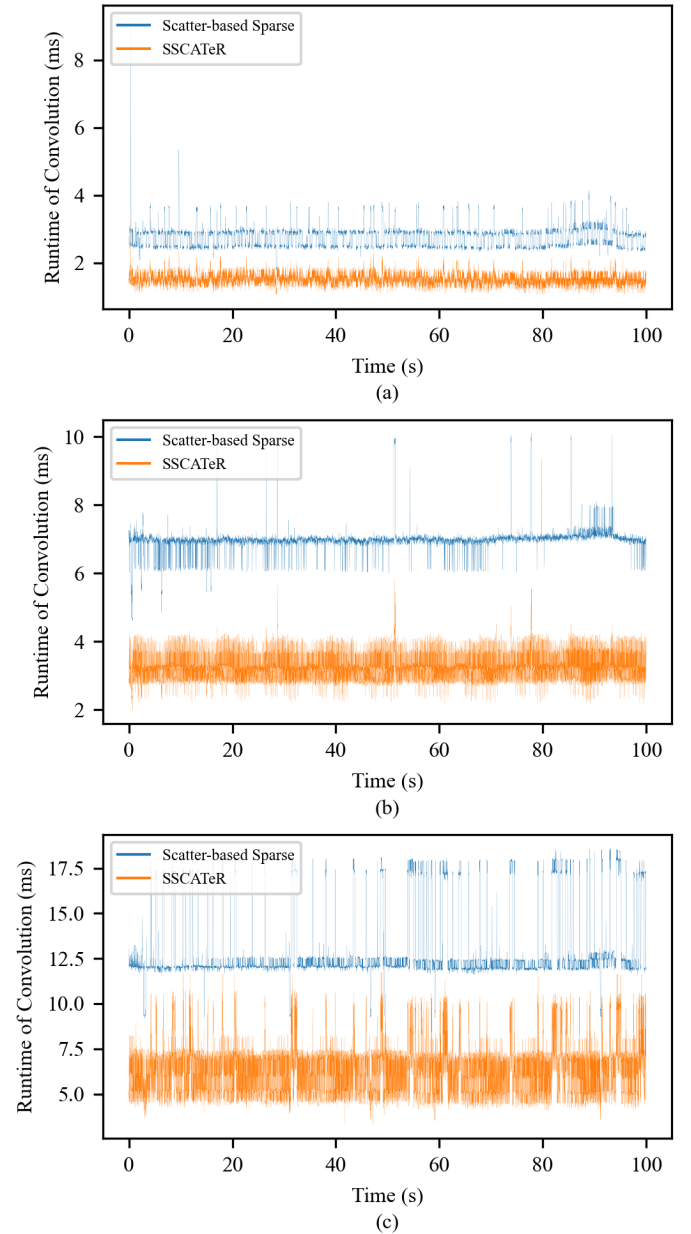 Scatter-based Sparse
SSCATeR
8
6
4
2
Runtime of Convolution (ms)
0 20 40 60 80 100
Time (s)
(a)
Scatter-based Sparse
SSCATeR
10
8
6
4
2
Runtime of Convolution (ms)
0 20 40 60 80 100
Time (s)
(b)
Scatter-based Sparse
SSCATeR
17.5
15.0
12.5
10.0
7.5
5.0
Runtime of Convolution (ms)
0 20 40 60 80 100
Time (s)
(c)